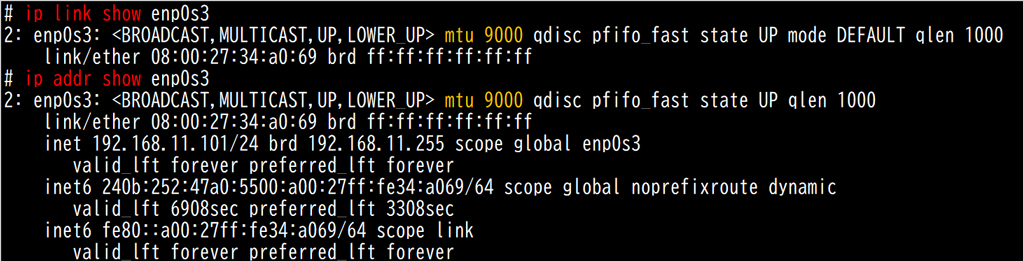 # ip link show enp0s3
2: enp0s3: <BROADCAST,MULTICAST,UP,LOWER_UP> mtu 9000 qdisc pfifo_fast state UP mode DEFAULT qlen 1000
    link/ether 08:00:27:34:a0:69 brd ff:ff:ff:ff:ff:ff
# ip addr show enp0s3
2: enp0s3: <BROADCAST,MULTICAST,UP,LOWER_UP> mtu 9000 qdisc pfifo_fast state UP qlen 1000
    link/ether 08:00:27:34:a0:69 brd ff:ff:ff:ff:ff:ff
    inet 192.168.11.101/24 brd 192.168.11.255 scope global enp0s3
       valid_lft forever preferred_lft forever
    inet6 240b:252:47a0:5500:a00:27ff:fe34:a069/64 scope global noprefixroute dynamic
       valid_lft 6908sec preferred_lft 3308sec
    inet6 fe80::a00:27ff:fe34:a069/64 scope link
       valid_lft forever preferred_lft forever